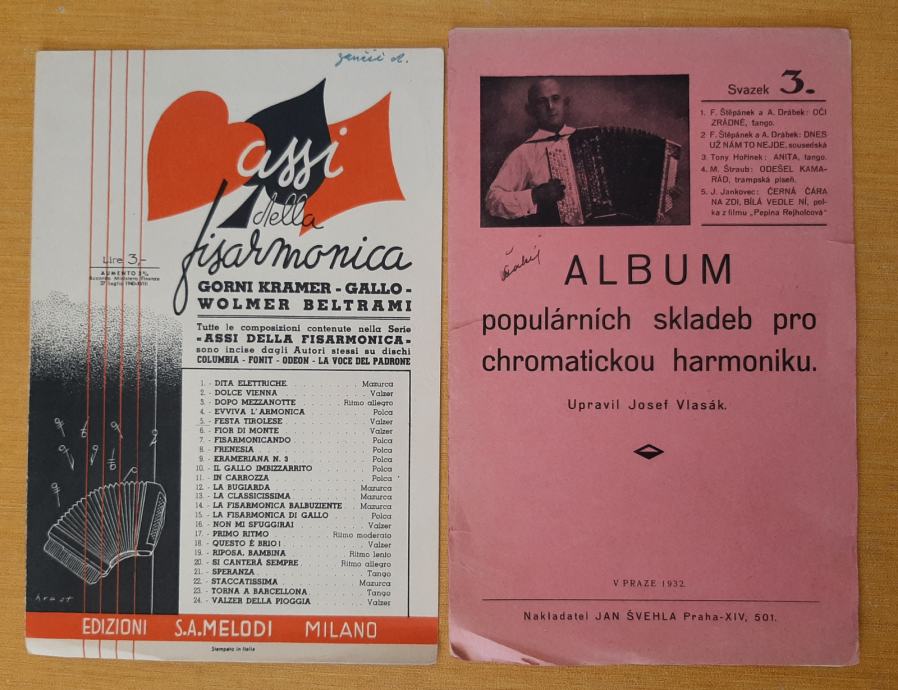 assi
della
fisarmonica
Lire 3,-
AUMENTO 3%
GORNI KRAMER - GALLO -
WOLMER BELTRAMI
Tutte le composizioni contenute nella Serie
«ASSI DELLA FISARMONICA»
sono incise dagli Autori stessi su dischi
COLUMBIA - FONIT - ODEON - LA VOCE DEL PADRONE
1. - DITA ELETTRICHE. Mazurca
2. - DOLCE VIENNA Valzer
3. - DOPO MEZZANOTTE Ritmo allegro
4. - EVVIVA L'ARMONICA Polca
5. - FESTA TIROLESE Valzer
6. - FIOR DI MONTE Valzer
7. - FISARMONICANDO Polca
8. - FRENESIA Polca
9. - KRAMERIANA N. 3 Polca
10. - IL GALLO IMBIZZARRITO Polca
11. - IN CARROZZA Polca
12. - LA BUGIARDA Mazurca
13. - LA CLASSICISSIMA Mazurca
14. - LA FISARMONICA BALBUZIENTE Mazurca
15. - LA FISARMONICA DI GALLO Polca
16. - NON MI SFUGGIRAI Valzer
17. - PRIMO RITMO Ritmo moderato
18. - QUESTO È BRIO! Valzer
19. - RIPOSA, BAMBINA Ritmo lento
20. - SI CANTERÀ SEMPRE Ritmo allegro
21. - SPERANZA Tango
22. - STACCATISSIMA Mazurca
23. - TORNA A BARCELLONA Tango
24. - VALZER DELLA PIOGGIA Valzer
EDIZIONI S.A.MELODI MILANO
Stampato in Italia
Svazek 3.
1. F. Štěpánek a A. Drábek: OČI
ZRÁDNÉ, tango.
2 F. Štěpánek a A. Drábek: DNES
UŽ NÁM TO NEJDE, sousedská
3. Tony Hořínek: ANITA, tango.
4. M. Štraub: ODEŠEL KAMA-
RÁD, trampská píseň.
5. J. Jankovec: ČERNÁ ČÁRA
NA ZDI, BÍLÁ VEDLE NÍ, pol-
ka z filmu „Pepina Rejholcová"
ALBUM
populárních skladeb pro
chromatickou harmoniku.
Upravil Josef Vlasák.
V PRAZE 1932.
Nakladatel JAN ŠVEHLA Praha-XIV, 501.